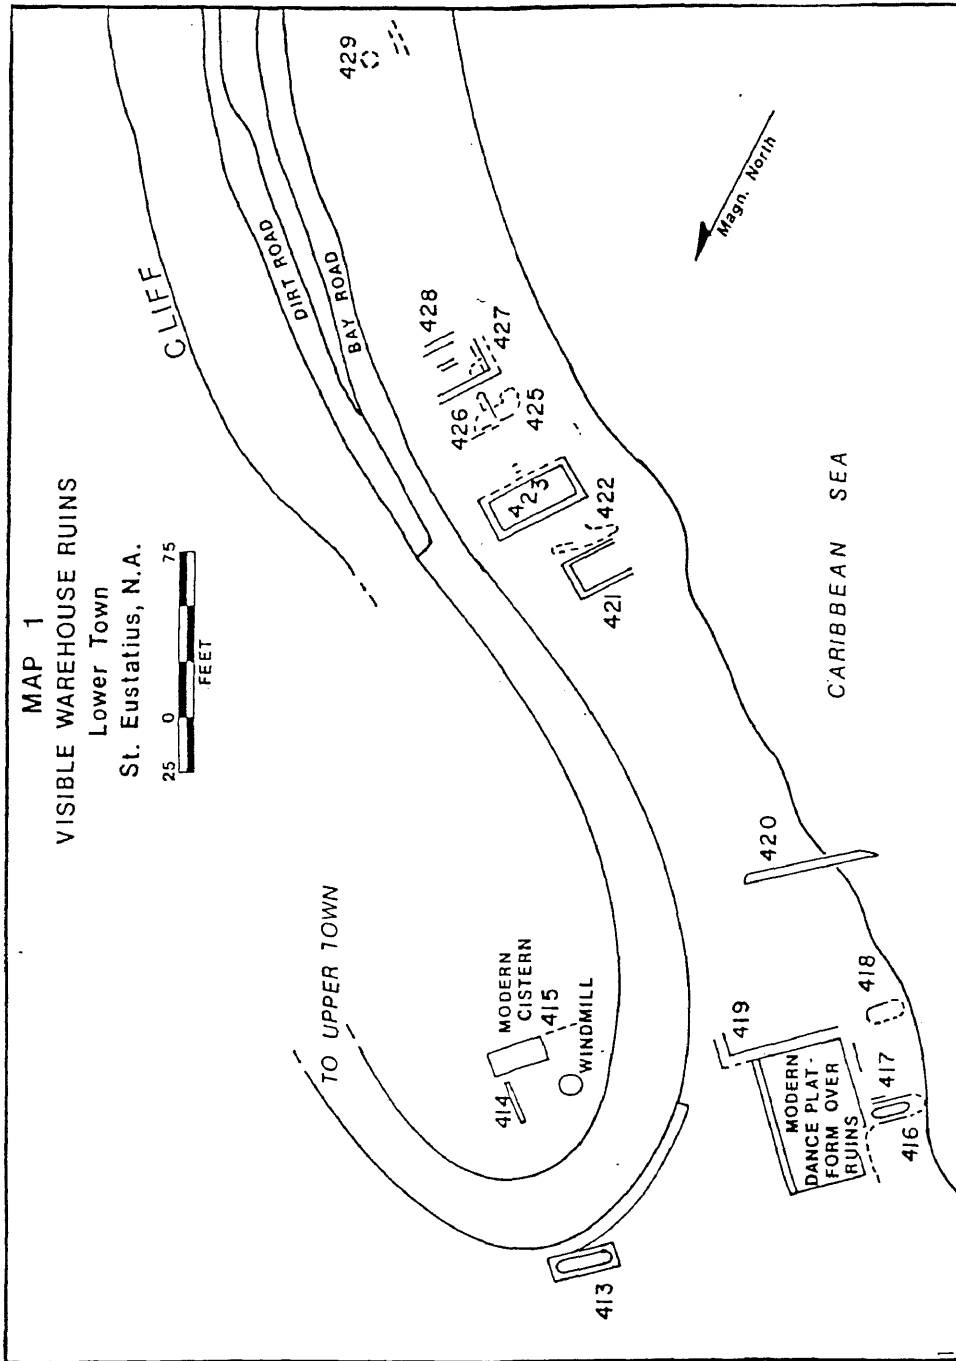 MAP 1
VISIBLE WAREHOUSE RUINS
Lower Town
St. Eustatius, N.A.
25 0 75
FEET
CLIFF
DIRT ROAD
BAY ROAD
429
Magn. North
428
427
426
425
423
422
421
CARIBBEAN SEA
420
TO UPPER TOWN
MODERN
CISTERN
415
WINDMILL
414
413
419
418
MODERN
DANCE PLAT-
FORM OVER
RUINS
417
416
11